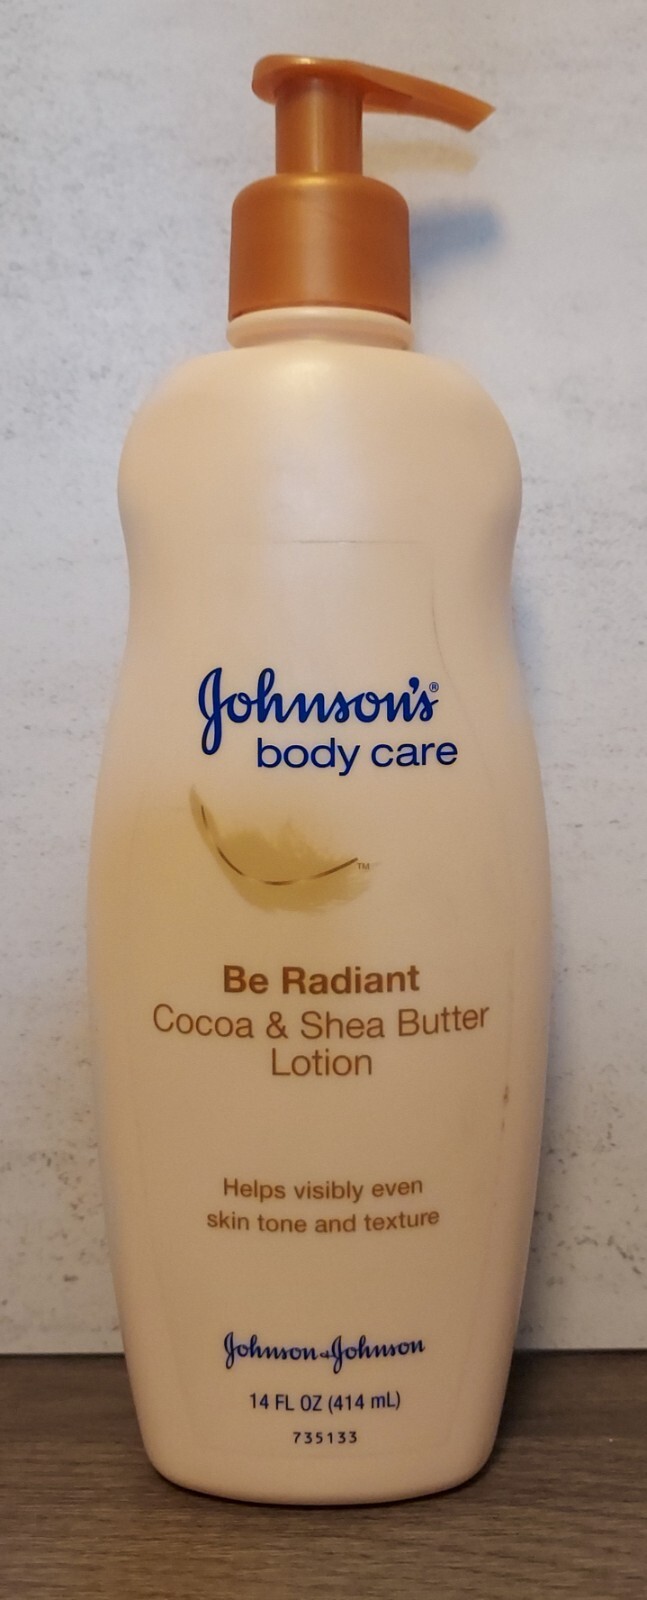 Johnson's®
body care
™
Be Radiant
Cocoa & Shea Butter
Lotion
Helps visibly even
skin tone and texture
Johnson & Johnson
14 FL OZ (414 mL)
735133